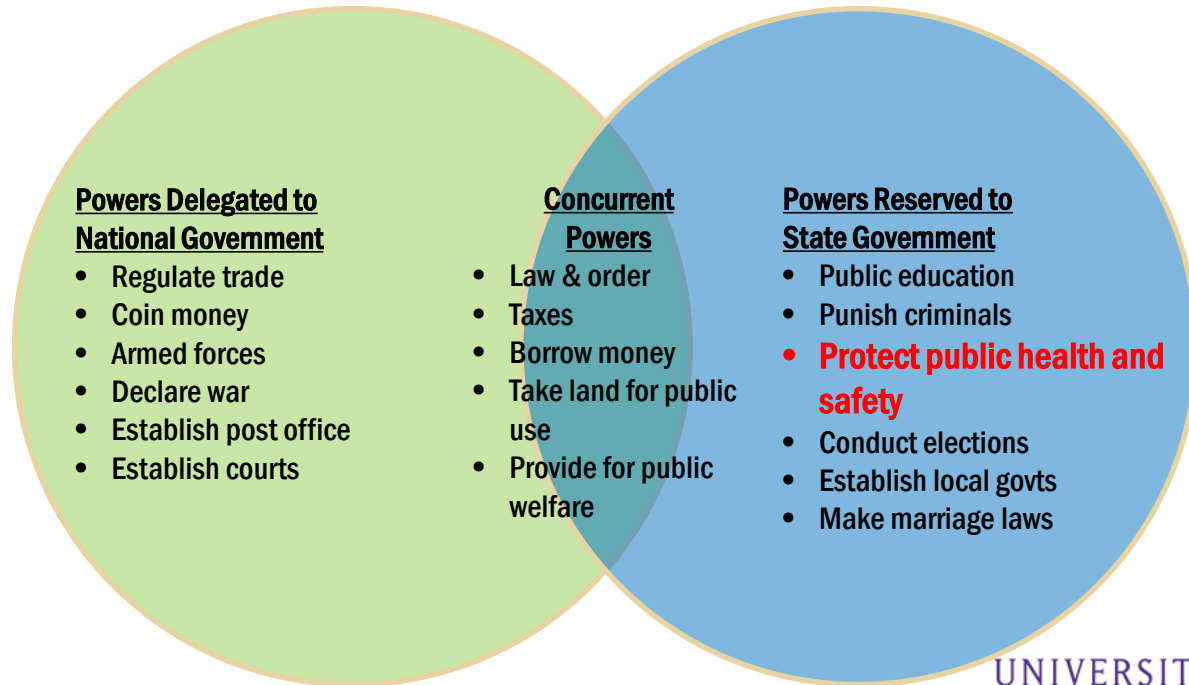 Powers Delegated to
National Government
• Regulate trade
• Coin money
• Armed forces
• Declare war
• Establish post office
• Establish courts
Concurrent
Powers
• Law & order
• Taxes
• Borrow money
• Take land for public
use
• Provide for public
welfare
Powers Reserved to
State Government
• Public education
• Punish criminals
• Protect public health and
safety
• Conduct elections
• Establish local govts
• Make marriage laws
UNIVERSIT